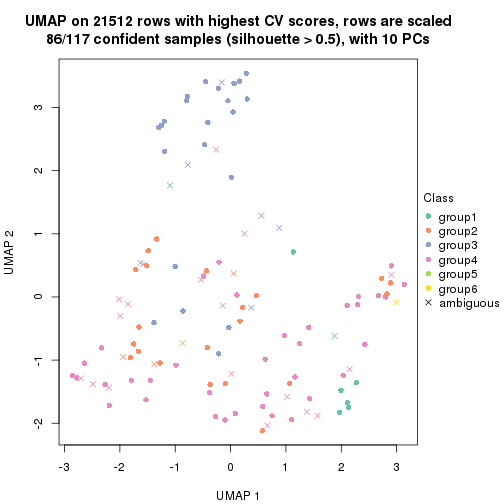 UMAP on 21512 rows with highest CV scores, rows are scaled
86/117 confident samples (silhouette > 0.5), with 10 PCs
3
2
1
0
-1
-2
UMAP 2
-3
-2
-1
0
1
2
3
UMAP 1
Class
group1
group2
group3
group4
group5
group6
ambiguous